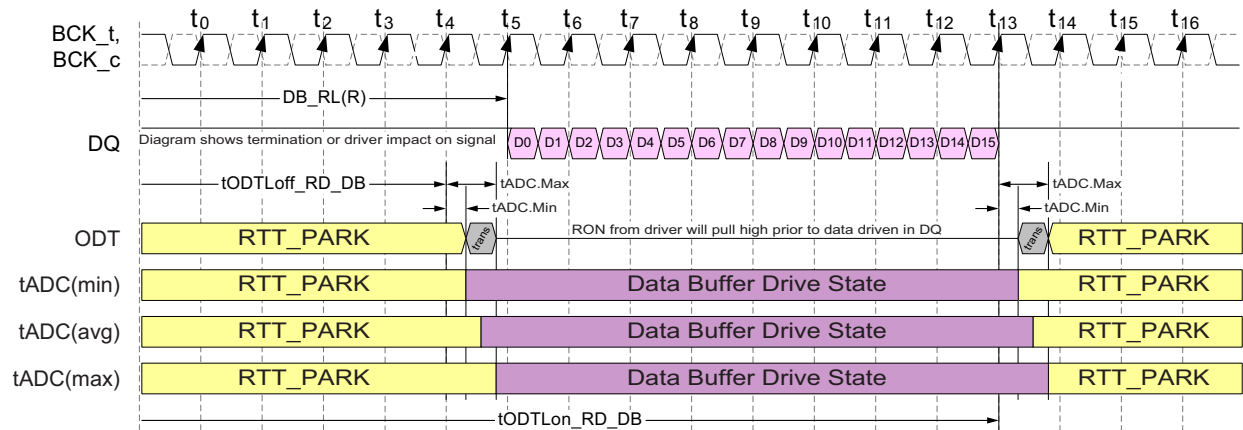 t0 t1 t2 t3 t4 t5 t6 t7 t8 t9 t10 t11 t12 t13 t14 t15 t16
BCK_t,
BCK_c
DB_RL(R)
DQ Diagram shows termination or driver impact on signal D0 D1 D2 D3 D4 D5 D6 D7 D8 D9 D10 D11 D12 D13 D14 D15
tODTLoff_RD_DB tADC.Max tADC.Max
tADC.Min tADC.Min
ODT RTT_PARK trans RON from driver will pull high prior to data driven in DQ trans RTT_PARK
tADC(min) RTT_PARK Data Buffer Drive State RTT_PARK
tADC(avg) RTT_PARK Data Buffer Drive State RTT_PARK
tADC(max) RTT_PARK Data Buffer Drive State RTT_PARK
tODTLon_RD_DB